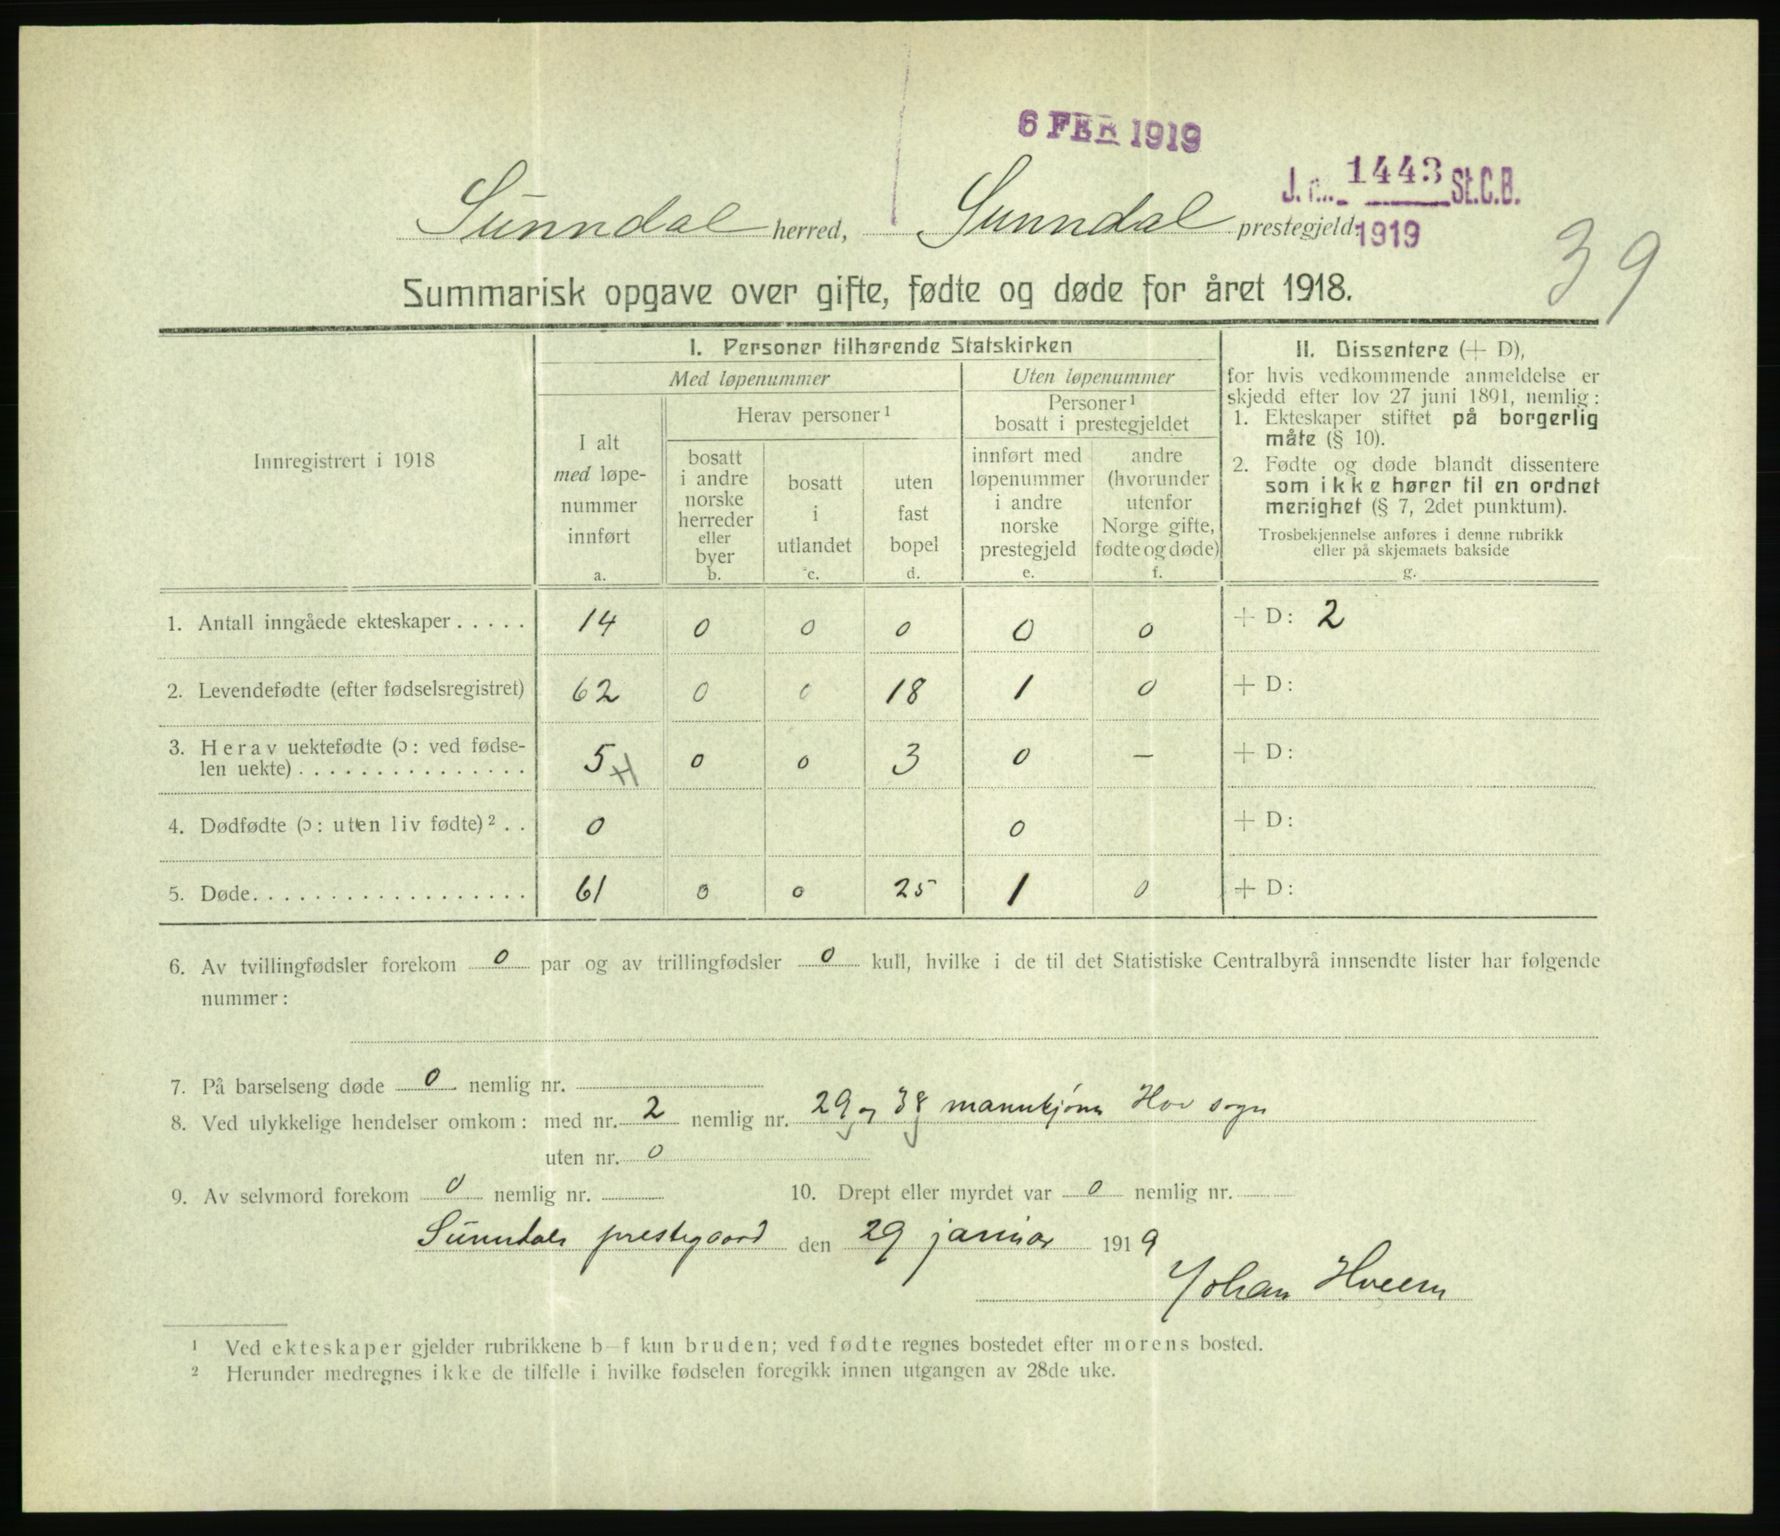 6 FEB 1919
J. n. 1443 St.C.B.
1919
Sunndal herred, Sunndal prestegjeld.
39
Summarisk opgave over gifte, fødte og døde for året 1918.
Innregistrert i 1918
I. Personer tilhørende Statskirken
Med løpenummer
Uten løpenummer
I alt
med løpe-
nummer
innført
a.
Herav personer¹
bosatt
i andre
norske
herreder
eller
byer
b.
bosatt
i
utlandet
c.
uten
fast
bopel
d.
Personer¹
bosatt i prestegjeldet
innført med
løpenummer
i andre
norske
prestegjeld
e.
andre
(hvorunder
utenfor
Norge gifte,
fødte og døde)
f.
II. Dissentere (+ D),
for hvis vedkommende anmeldelse er
skjedd efter lov 27 juni 1891, nemlig:
1. Ekteskaper stiftet på borgerlig
måte (§ 10).
2. Fødte og døde blandt dissentere
som ikke hører til en ordnet
menighet (§ 7, 2det punktum).
Trosbekjennelse anføres i denne rubrikk
eller på skjemaets bakside
g.
1. Antall inngåede ekteskaper ..... 14 0 0 0 0 0 + D: 2
2. Levendefødte (efter fødselsregistret) 62 0 0 18 1 0 + D:
3. Herav uektefødte (ɔ: ved fødse-
len uekte) ............... 5 0 0 3 0 — + D:
4. Dødfødte (ɔ: uten liv fødte)² .. 0 0 + D:
5. Døde .................. 61 0 0 25 1 0 + D:
6. Av tvillingfødsler forekom 0 par og av trillingfødsler 0 kull, hvilke i de til det Statistiske Centralbyrå innsendte lister har følgende
nummer:
7. På barselseng døde 0 nemlig nr.
8. Ved ulykkelige hendelser omkom: med nr. 2 nemlig nr. 29 og 38 mannkjønn Hov sogn
uten nr. 0
9. Av selvmord forekom 0 nemlig nr. 10. Drept eller myrdet var 0 nemlig nr.
Sunndals prestegaard den 29 januar 1919
Johan Hveem
¹ Ved ekteskaper gjelder rubrikkene b–f kun bruden; ved fødte regnes bostedet efter morens bosted.
² Herunder medregnes ikke de tilfelle i hvilke fødselen foregikk innen utgangen av 28de uke.